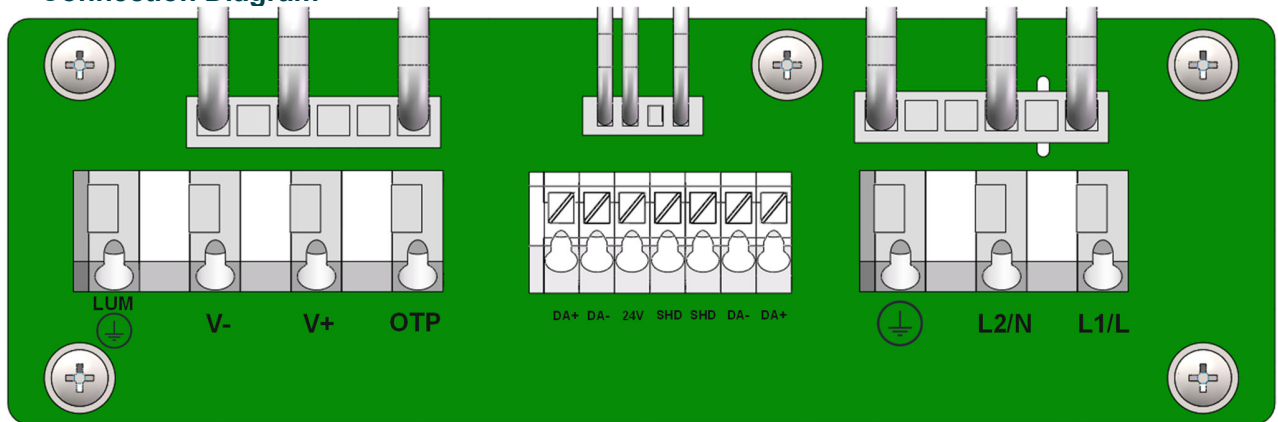 Connection Diagram
LUM
V-
V+
OTP
DA+ DA- 24V SHD SHD DA- DA+
L2/N
L1/L